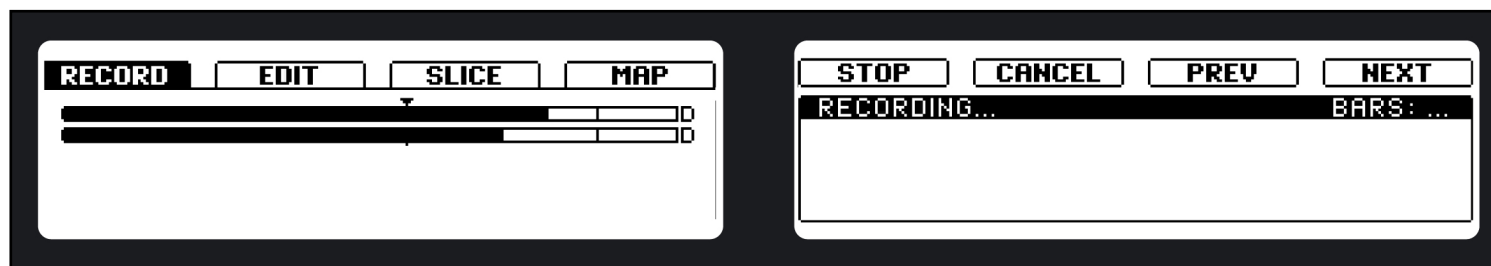 RECORD EDIT SLICE MAP
STOP CANCEL PREV NEXT
RECORDING... BARS: ...